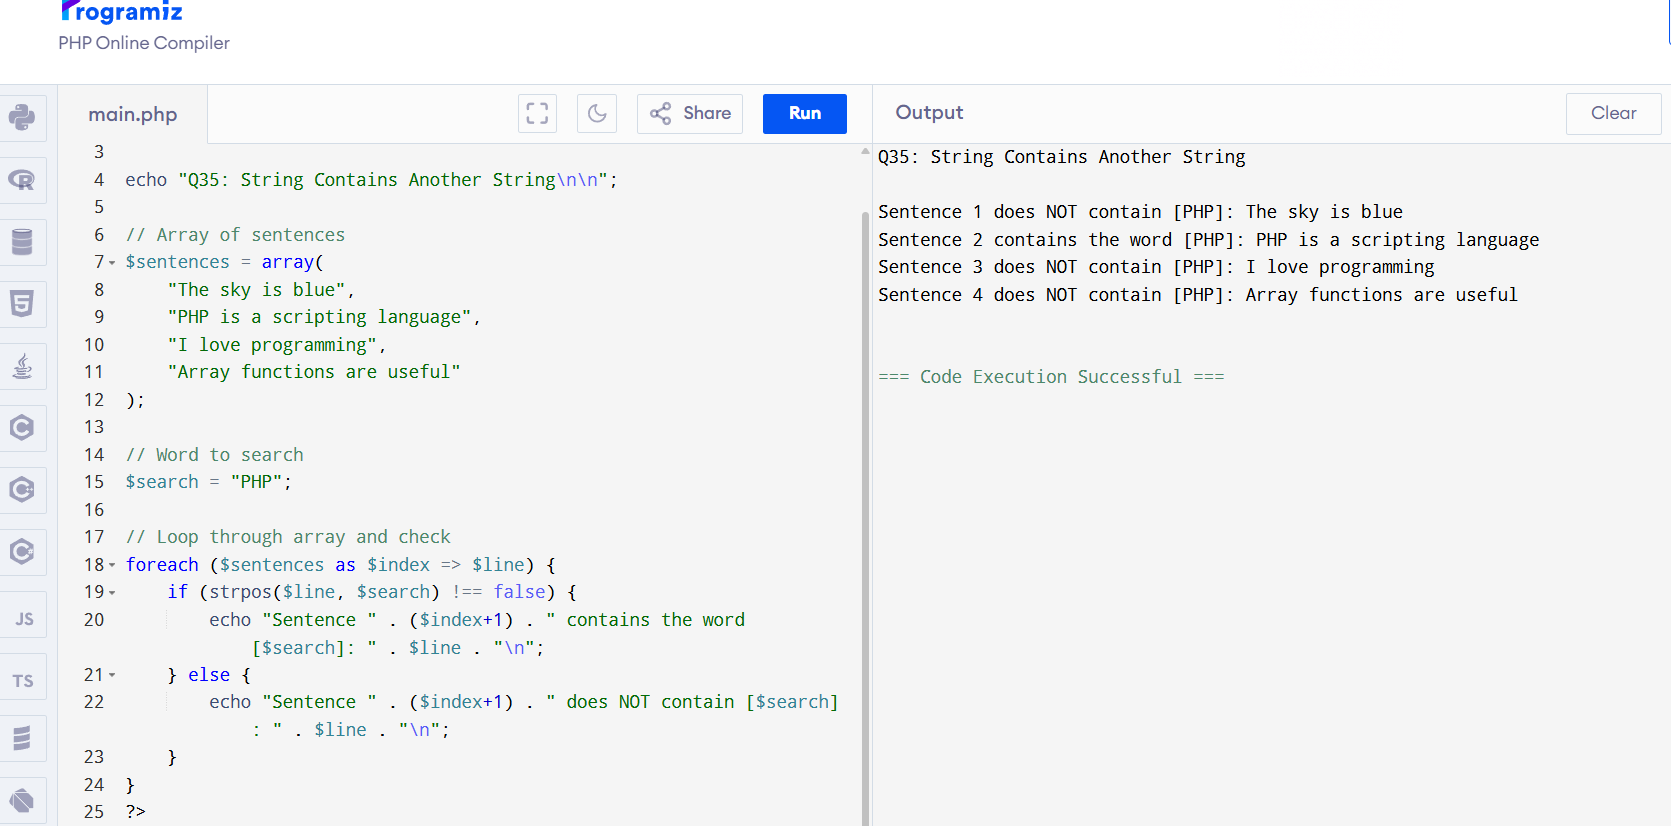 Programiz
PHP Online Compiler
main.php
Share
Run
Output
Clear
3
4 echo "Q35: String Contains Another String\n\n";
5
6 // Array of sentences
7 $sentences = array(
8 "The sky is blue",
9 "PHP is a scripting language",
10 "I love programming",
11 "Array functions are useful"
12 );
13
14 // Word to search
15 $search = "PHP";
16
17 // Loop through array and check
18 foreach ($sentences as $index => $line) {
19 if (strpos($line, $search) !== false) {
20 echo "Sentence " . ($index+1) . " contains the word
[$search]: " . $line . "\n";
21 } else {
22 echo "Sentence " . ($index+1) . " does NOT contain [$search]
: " . $line . "\n";
23 }
24 }
25 ?>
Q35: String Contains Another String
Sentence 1 does NOT contain [PHP]: The sky is blue
Sentence 2 contains the word [PHP]: PHP is a scripting language
Sentence 3 does NOT contain [PHP]: I love programming
Sentence 4 does NOT contain [PHP]: Array functions are useful
=== Code Execution Successful ===
R
5
C
C+
C#
JS
TS